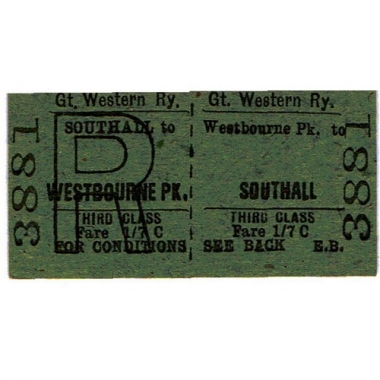 Gt. Western Ry.
SOUTHALL to
WESTBOURNE PK.
THIRD CLASS
Fare 1/7 C
FOR CONDITIONS
R
3881
Gt. Western Ry.
Westbourne Pk. to
SOUTHALL
THIRD CLASS
Fare 1/7 C
SEE BACK E.B.
3881